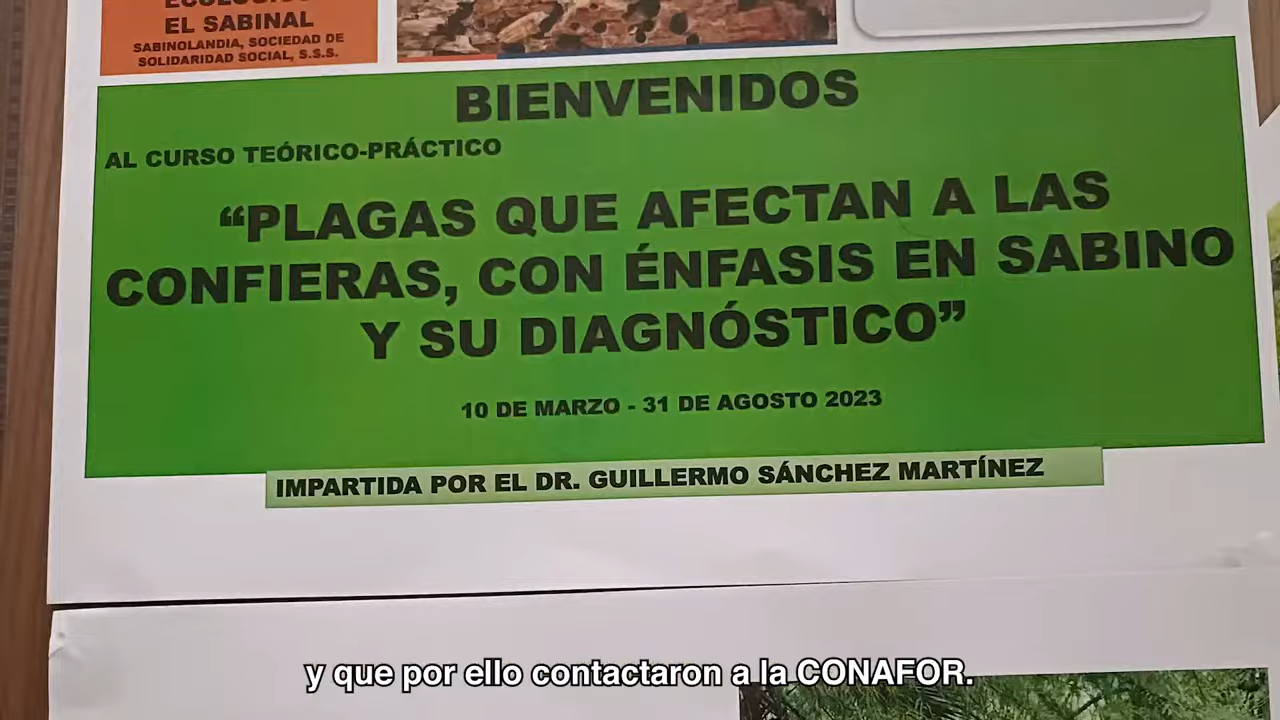 ECOLÓGICO
EL SABINAL
SABINOLANDIA, SOCIEDAD DE
SOLIDARIDAD SOCIAL, S.S.S.
BIENVENIDOS
AL CURSO TEÓRICO-PRÁCTICO
“PLAGAS QUE AFECTAN A LAS
CONFIERAS, CON ÉNFASIS EN SABINO
Y SU DIAGNÓSTICO”
10 DE MARZO - 31 DE AGOSTO 2023
IMPARTIDA POR EL DR. GUILLERMO SÁNCHEZ MARTÍNEZ
y que por ello contactaron a la CONAFOR.